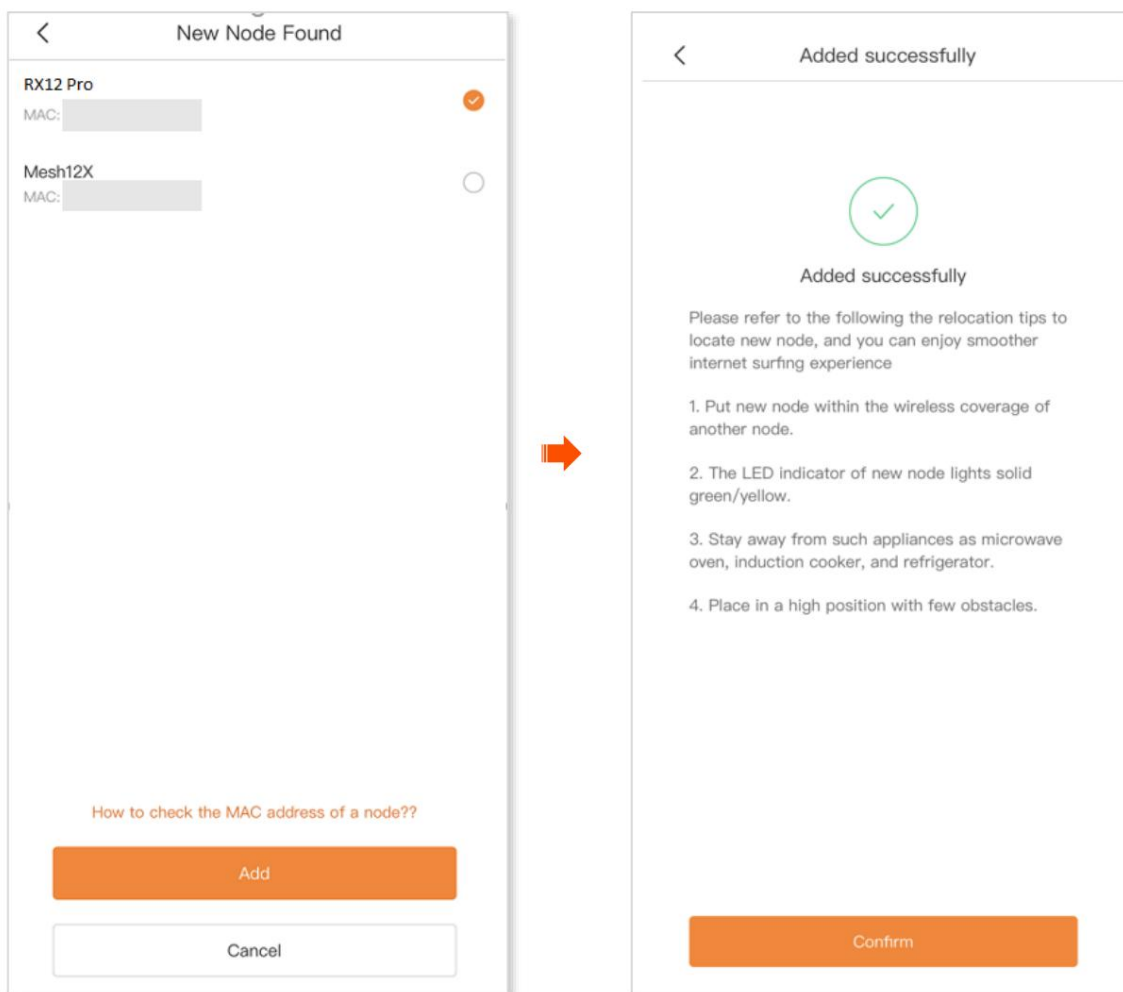 New Node Found
RX12 Pro
MAC:
Mesh12X
MAC:
How to check the MAC address of a node??
Add
Cancel
Added successfully
Added successfully
Please refer to the following the relocation tips to
locate new node, and you can enjoy smoother
internet surfing experience
1. Put new node within the wireless coverage of
another node.
2. The LED indicator of new node lights solid
green/yellow.
3. Stay away from such appliances as microwave
oven, induction cooker, and refrigerator.
4. Place in a high position with few obstacles.
Confirm